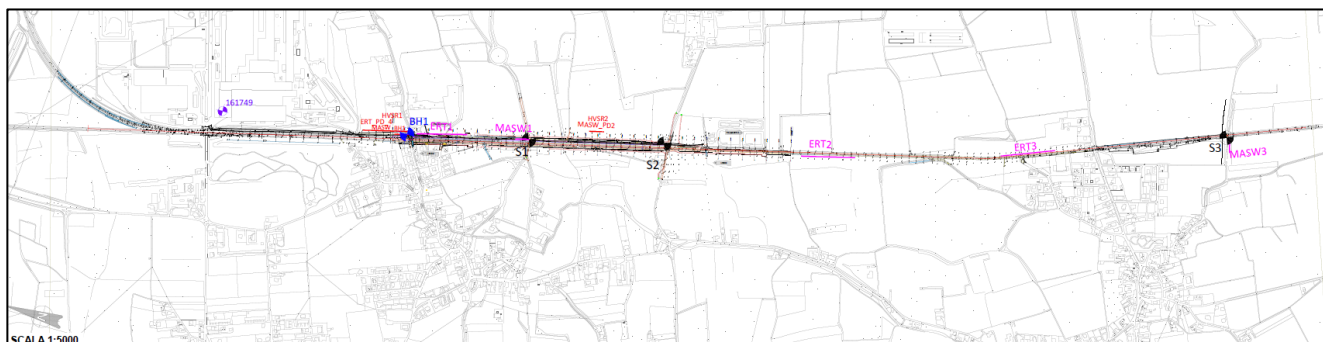 161749
HVSR1
ERT_PD_4
BH1
ERT1
MASW1
HVSR2
MASW_PD2
S1
S2
ERT2
ERT3
S3
MASW3
SCALA 1:5000